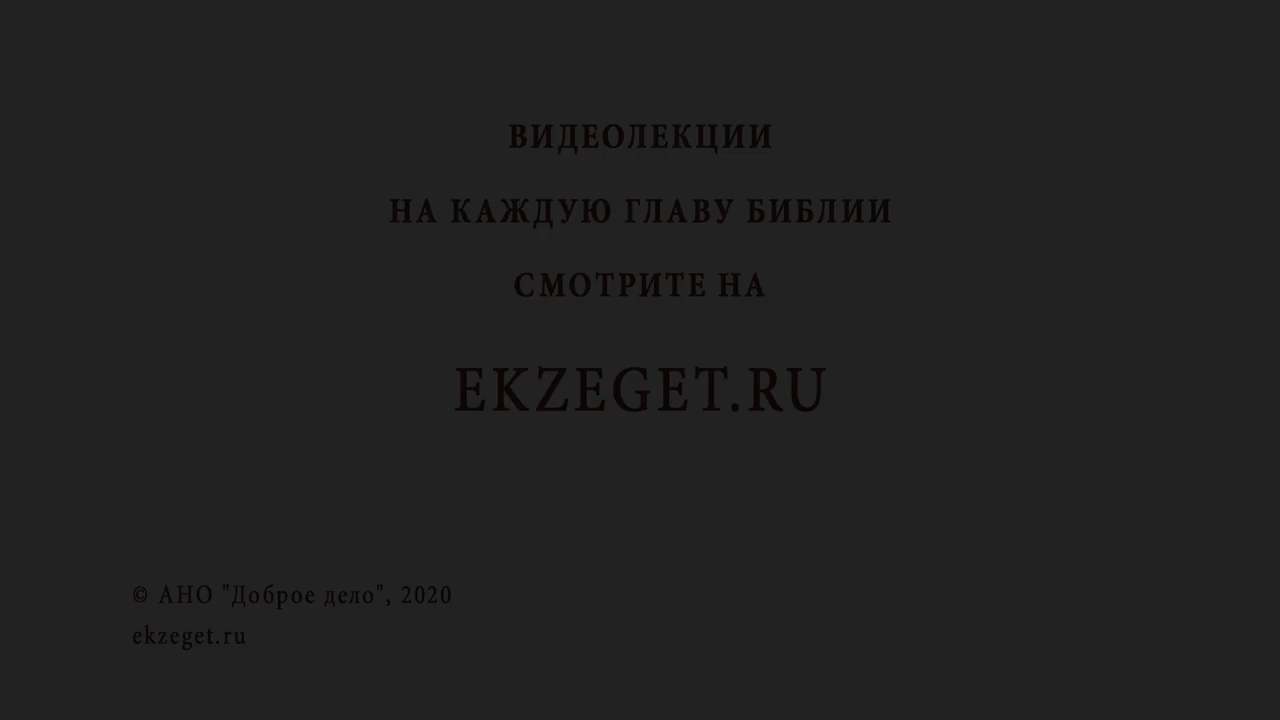 ВИДЕОЛЕКЦИИ
НА КАЖДУЮ ГЛАВУ БИБЛИИ
СМОТРИТЕ НА
EKZEGET.RU
© АНО "Доброе дело", 2020
ekzeget.ru